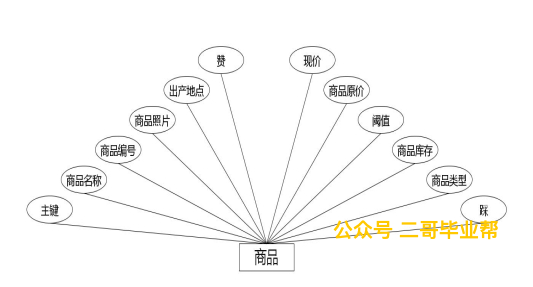 赞
现价
出产地点
商品原价
商品照片
阈值
商品编号
商品库存
商品名称
商品类型
主键
踩
公众号 二哥毕业帮
商品